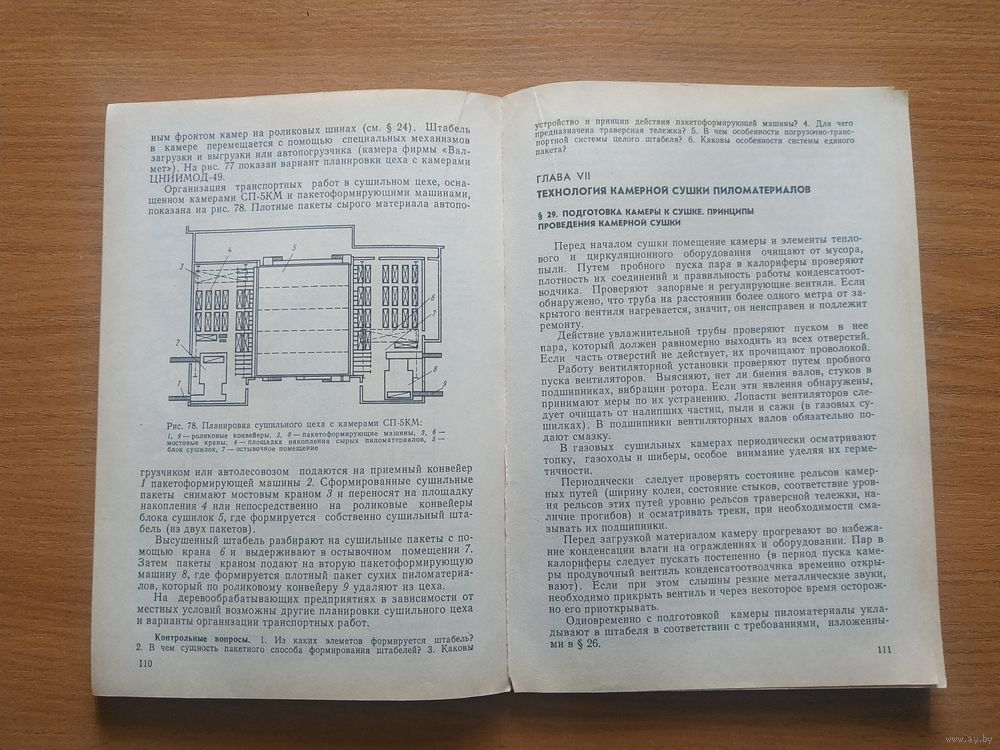 ным фронтом камер на роликовых шинах (см. § 24). Штабель
в камере перемещается с помощью специальных механизмов
загрузки и выгрузки или автопогрузчика (камера фирмы «Вал-
мет»). На рис. 77 показан вариант планировки цеха с камерами
ЦНИИМОД-49.
Организация транспортных работ в сушильном цехе, осна-
щенном камерами СП-5КМ и пакетоформирующими машинами,
показана на рис. 78. Плотные пакеты сырого материала автопо-
4
5
3
6
7
2
8
1
9
Рис. 78. Планировка сушильного цеха с камерами СП-5КМ:
1, 9 — роликовые конвейеры, 2, 8 — пакетоформирующие машины, 3, 6 —
мостовые краны, 4 — площадка накопления сырых пиломатериалов, 5 —
блок сушилок, 7 — остывочное помещение
грузчиком или автолесовозом подаются на приемный конвейер
1 пакетоформирующей машины 2. Сформированные сушильные
пакеты снимают мостовым краном 3 и переносят на площадку
накопления 4 или непосредственно на роликовые конвейеры
блока сушилок 5, где формируется собственно сушильный шта-
бель (из двух пакетов).
Высушенный штабель разбирают на сушильные пакеты с по-
мощью крана 6 и выдерживают в остывочном помещении 7.
Затем пакеты краном подают на вторую пакетоформирующую
машину 8, где формируется плотный пакет сухих пиломатериа-
лов, который по роликовому конвейеру 9 удаляют из цеха.
На деревообрабатывающих предприятиях в зависимости от
местных условий возможны другие планировки сушильного цеха
и варианты организации транспортных работ.
Контрольные вопросы. 1. Из каких элеметов формируется штабель?
2. В чем сущность пакетного способа формирования штабелей? 3. Каковы
110
устройство и принцип действия пакетоформирующей машины? 4. Для чего
предназначена траверсная тележка? 5. В чем особенности погрузочно-транс-
портной системы целого штабеля? 6. Каковы особенности системы единого
пакета?
ГЛАВА VII
ТЕХНОЛОГИЯ КАМЕРНОЙ СУШКИ ПИЛОМАТЕРИАЛОВ
§ 29. ПОДГОТОВКА КАМЕРЫ К СУШКЕ. ПРИНЦИПЫ
ПРОВЕДЕНИЯ КАМЕРНОЙ СУШКИ
Перед началом сушки помещение камеры и элементы тепло-
вого и циркуляционного оборудования очищают от мусора,
пыли. Путем пробного пуска пара в калориферы проверяют
плотность их соединений и правильность работы конденсатоот-
водчика. Проверяют запорные и регулирующие вентили. Если
обнаружено, что труба на расстоянии более одного метра от за-
крытого вентиля нагревается, значит, он неисправен и подлежит
ремонту.
Действие увлажнительной трубы проверяют пуском в нее
пара, который должен равномерно выходить из всех отверстий.
Если часть отверстий не действует, их прочищают проволокой.
Работу вентиляторной установки проверяют путем пробного
пуска вентиляторов. Выясняют, нет ли биения валов, стуков в
подшипниках, вибрации ротора. Если эти явления обнаружены,
принимают меры по их устранению. Лопасти вентиляторов сле-
дует очищать от налипших частиц, пыли и сажи (в газовых су-
шилках). В подшипники вентиляторных валов обязательно по-
дают смазку.
В газовых сушильных камерах периодически осматривают
топку, газоходы и шиберы, особое внимание уделяя их герме-
тичности.
Периодически следует проверять состояние рельсов камер-
ных путей (ширину колеи, состояние стыков, соответствие уров-
ня рельсов этих путей уровню рельсов траверсной тележки, на-
личие прогибов) и осматривать треки, при необходимости сма-
зывать их подшипники.
Перед загрузкой материалом камеру прогревают во избежа-
ние конденсации влаги на ограждениях и оборудовании. Пар в
калориферы следует пускать постепенно (в период пуска каме-
ры продувочный вентиль конденсатоотводчика временно откры-
вают). Если при этом слышны резкие металлические звуки,
необходимо прикрыть вентиль и через некоторое время осторож-
но его приоткрывать.
Одновременно с подготовкой камеры пиломатериалы укла-
дывают в штабеля в соответствии с требованиями, изложенны-
ми в § 26.
111
www.ay.by